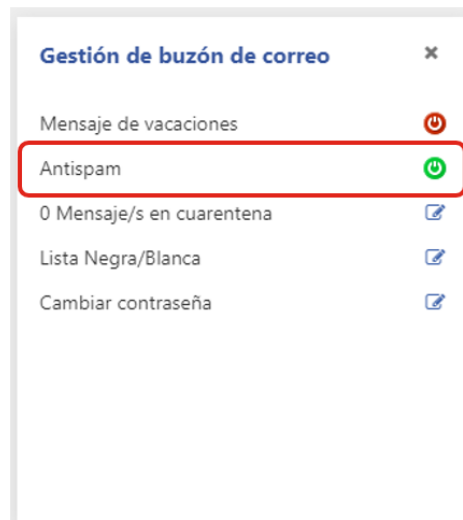 Gestión de buzón de correo
Mensaje de vacaciones
Antispam
0 Mensaje/s en cuarentena
Lista Negra/Blanca
Cambiar contraseña